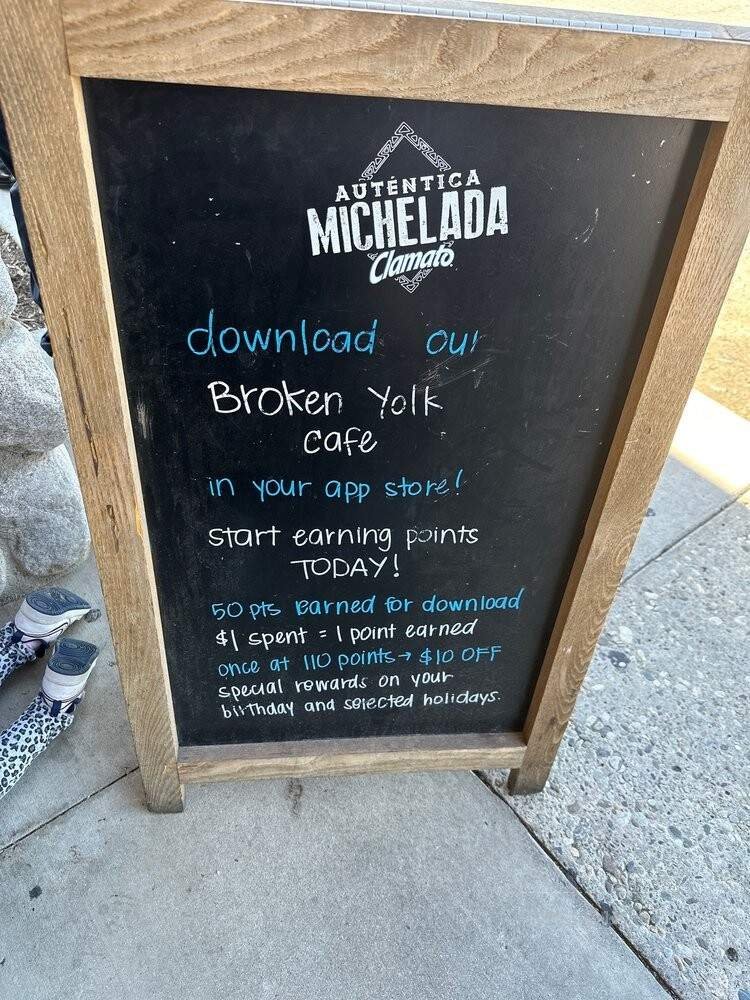 AUTÉNTICA
MICHELADA
Clamato
download our
Broken Yolk
cafe
in your app store!
start earning points
TODAY!
50 pts earned for download
$1 spent = 1 point earned
once at 110 points → $10 OFF
special rewards on your
birthday and selected holidays.